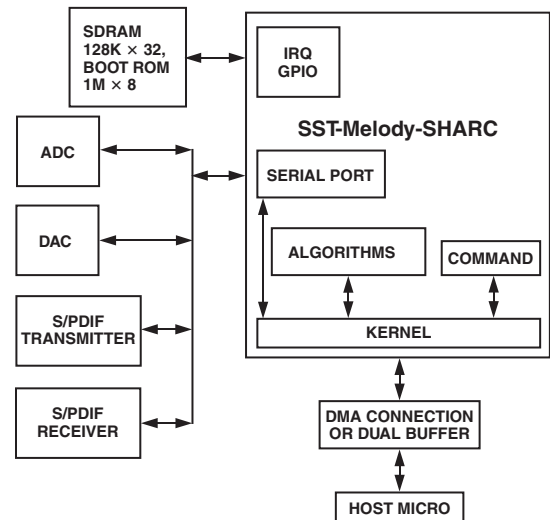 SDRAM
128K × 32,
BOOT ROM
1M × 8
IRQ
GPIO
SST-Melody-SHARC
ADC
SERIAL PORT
DAC
ALGORITHMS
COMMAND
S/PDIF
TRANSMITTER
KERNEL
S/PDIF
RECEIVER
DMA CONNECTION
OR DUAL BUFFER
HOST MICRO